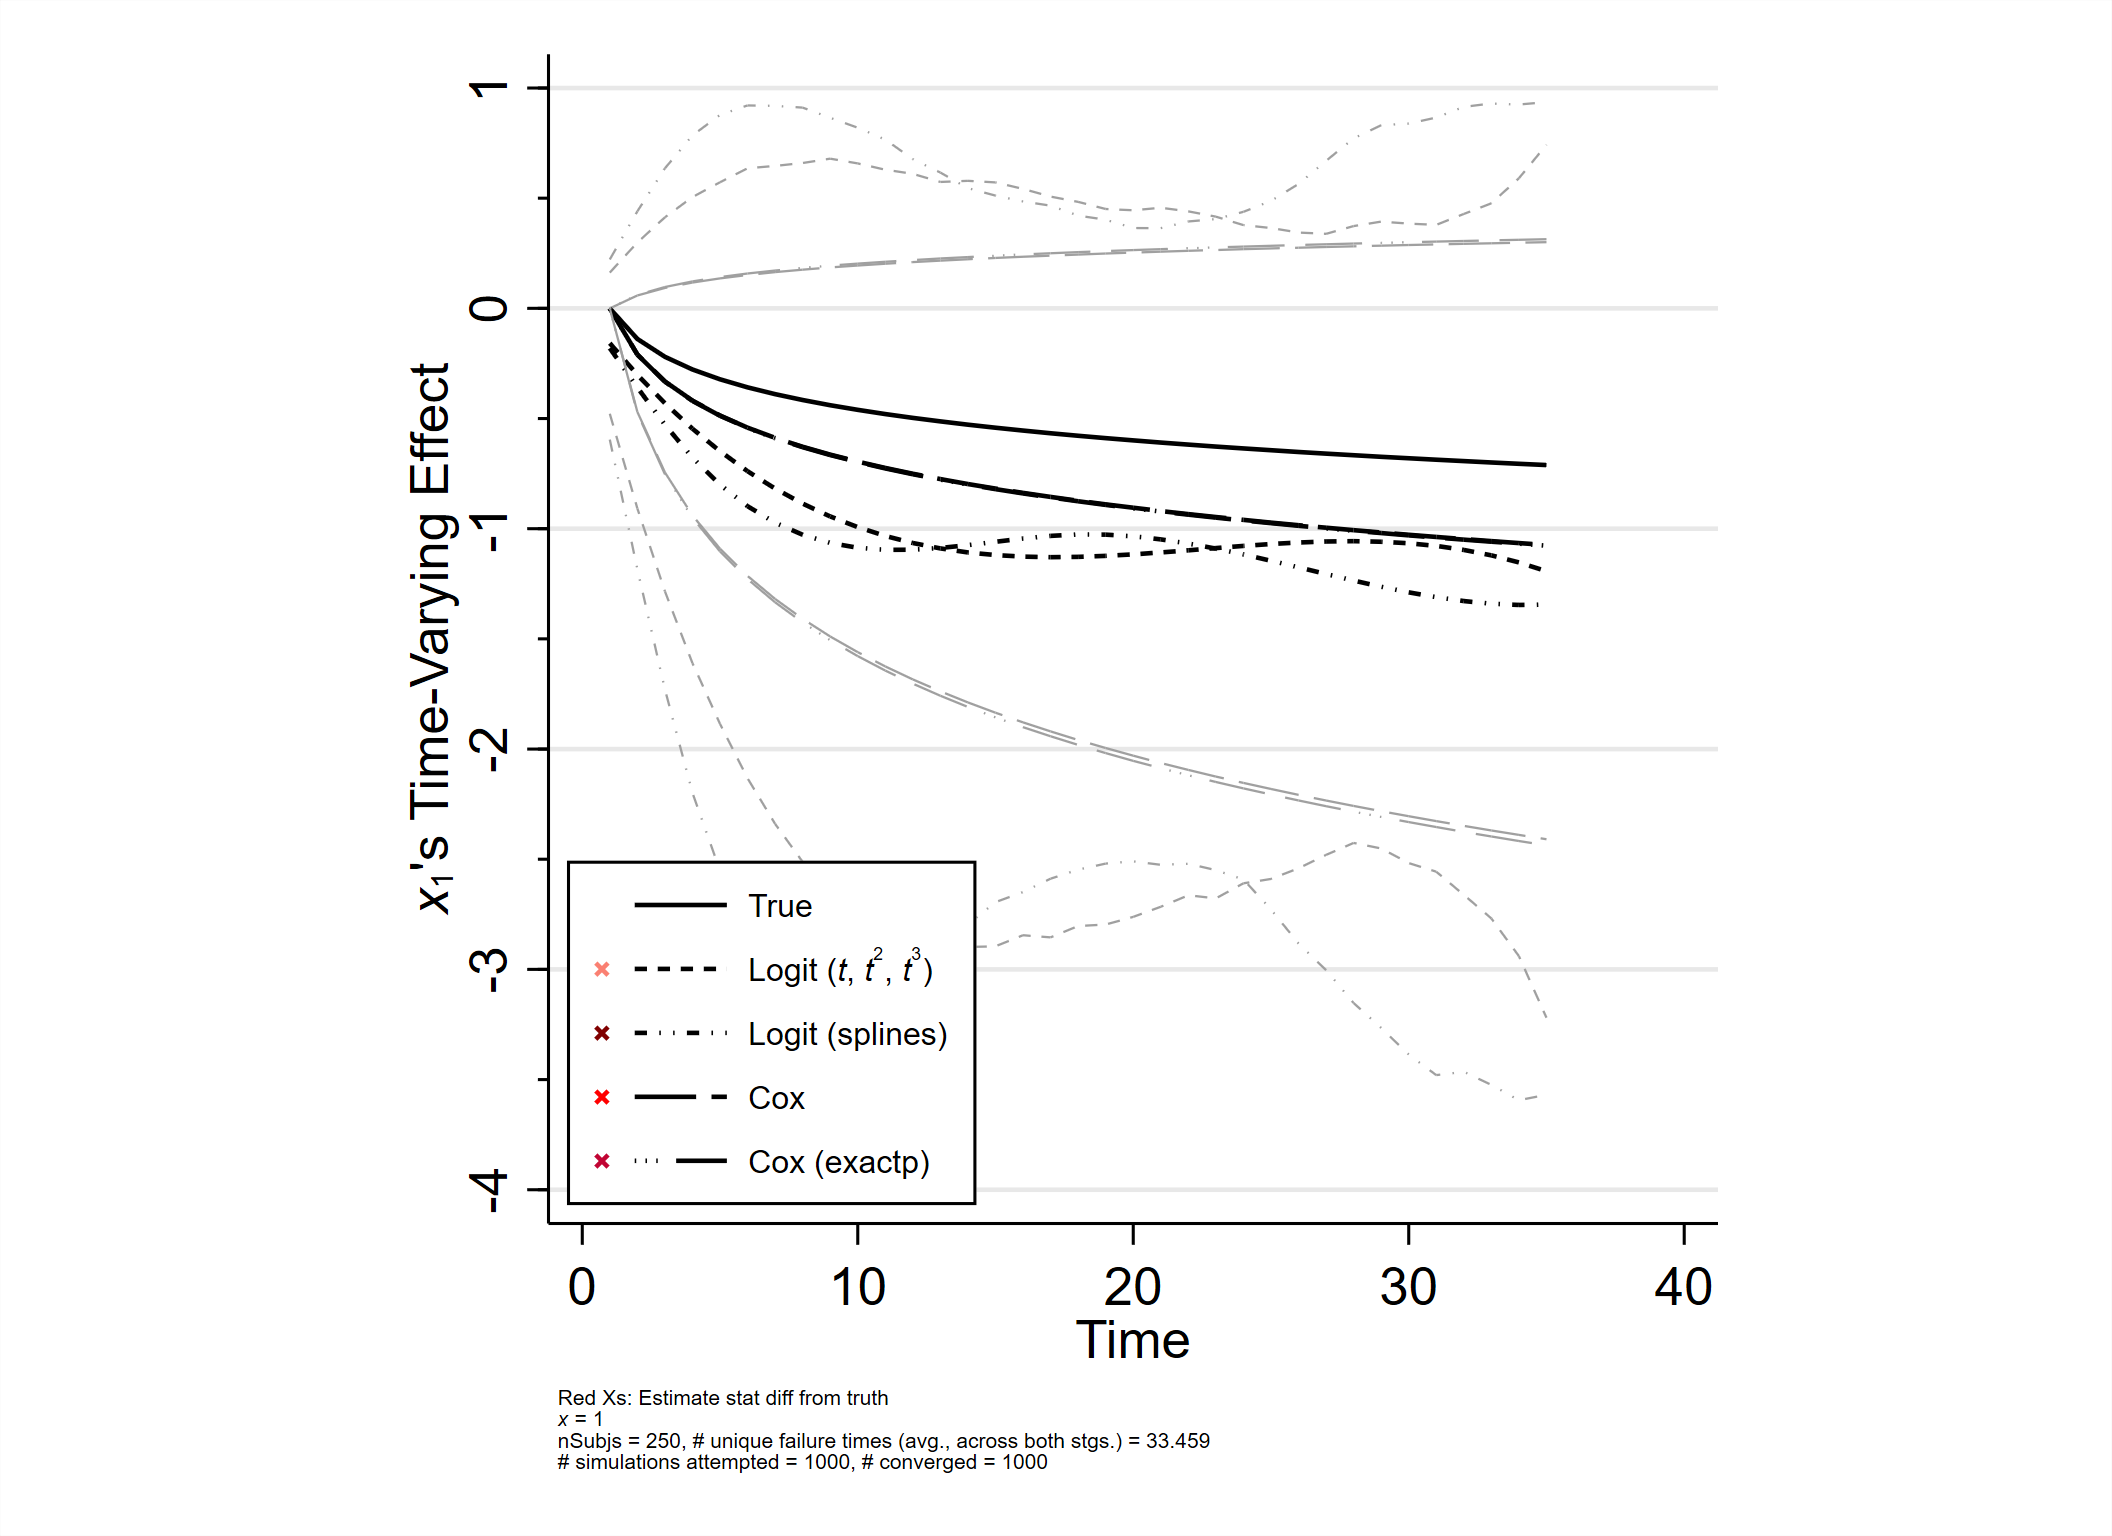 1
0
-1
-2
-3
-4
x₁'s Time-Varying Effect
True
Logit (t, t², t³)
Logit (splines)
Cox
Cox (exactp)
0 10 20 30 40
Time
Red Xs: Estimate stat diff from truth
x = 1
nSubjs = 250, # unique failure times (avg., across both stgs.) = 33.459
# simulations attempted = 1000, # converged = 1000